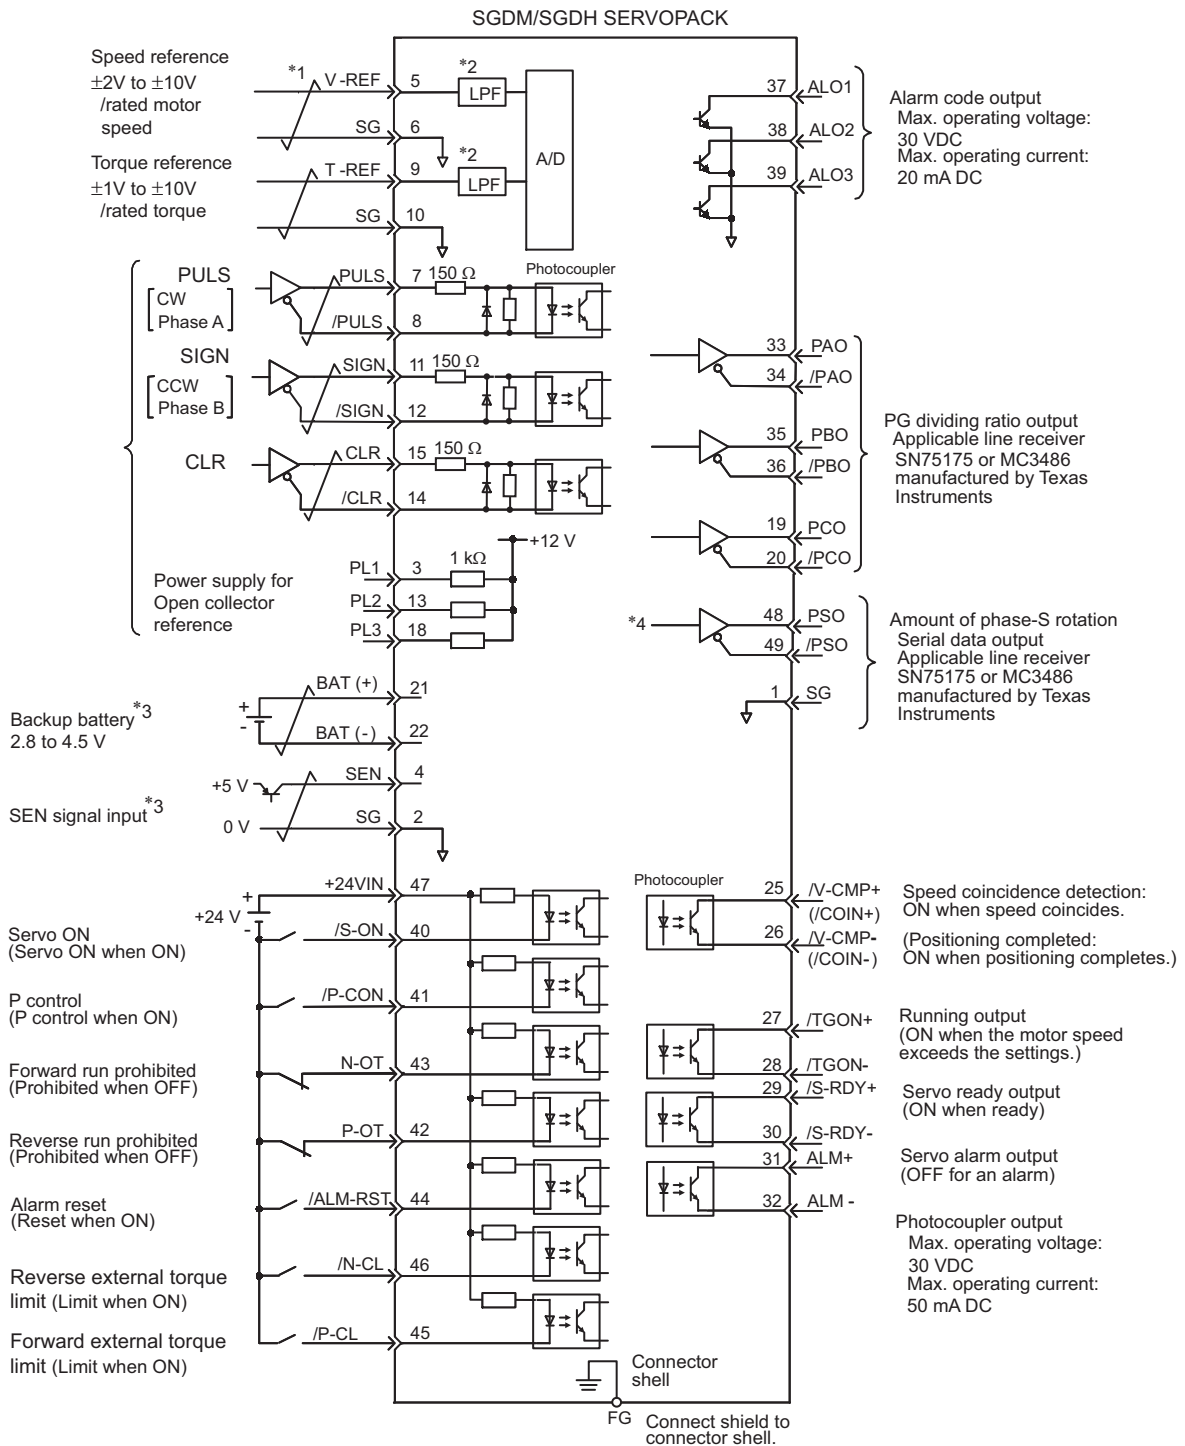 SGDM/SGDH SERVOPACK
Speed reference
±2V to ±10V
/rated motor
speed
*1
V-REF
5
*2
LPF
SG
6
Torque reference
±1V to ±10V
/rated torque
T-REF
9
*2
LPF
SG
10
A/D
PULS
CW
Phase A
PULS
7
150 Ω
Photocoupler
/PULS
8
SIGN
CCW
Phase B
SIGN
11
150 Ω
/SIGN
12
CLR
CLR
15
150 Ω
/CLR
14
+12 V
Power supply for
Open collector
reference
PL1
3
1 kΩ
PL2
13
PL3
18
Backup battery*3
2.8 to 4.5 V
+
-
BAT (+)
21
BAT (-)
22
SEN signal input*3
+5 V
SEN
4
0 V
SG
2
+24 V
+
-
+24VIN
47
Servo ON
(Servo ON when ON)
/S-ON
40
P control
(P control when ON)
/P-CON
41
Forward run prohibited
(Prohibited when OFF)
N-OT
43
Reverse run prohibited
(Prohibited when OFF)
P-OT
42
Alarm reset
(Reset when ON)
/ALM-RST
44
Reverse external torque
limit (Limit when ON)
/N-CL
46
Forward external torque
limit (Limit when ON)
/P-CL
45
37
ALO1
38
ALO2
39
ALO3
Alarm code output
Max. operating voltage:
30 VDC
Max. operating current:
20 mA DC
33
PAO
34
/PAO
35
PBO
36
/PBO
19
PCO
20
/PCO
PG dividing ratio output
Applicable line receiver
SN75175 or MC3486
manufactured by Texas
Instruments
*4
48
PSO
49
/PSO
1
SG
Amount of phase-S rotation
Serial data output
Applicable line receiver
SN75175 or MC3486
manufactured by Texas
Instruments
Photocoupler
25
/V-CMP+
(/COIN+)
26
/V-CMP-
(/COIN-)
Speed coincidence detection:
ON when speed coincides.
(Positioning completed:
ON when positioning completes.)
27
/TGON+
28
/TGON-
Running output
(ON when the motor speed
exceeds the settings.)
29
/S-RDY+
30
/S-RDY-
Servo ready output
(ON when ready)
31
ALM+
32
ALM -
Servo alarm output
(OFF for an alarm)
Photocoupler output
Max. operating voltage:
30 VDC
Max. operating current:
50 mA DC
Connector
shell
FG
Connect shield to
connector shell.